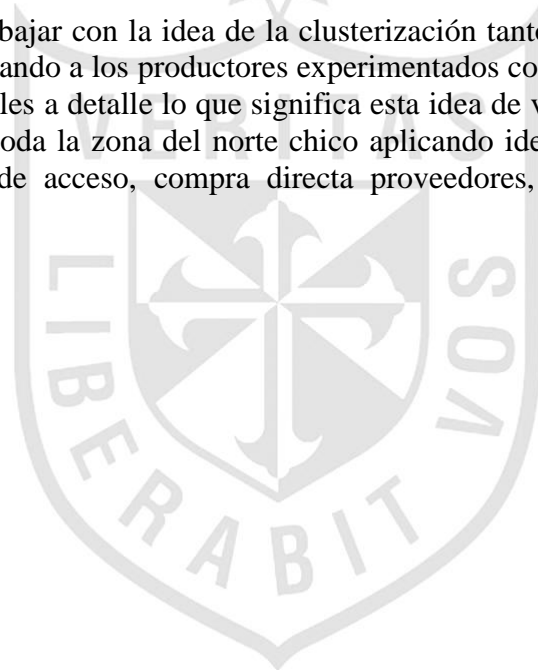 bajar con la idea de la clusterización tanto
ando a los productores experimentados co
les a detalle lo que significa esta idea de v
oda la zona del norte chico aplicando ide
de acceso, compra directa proveedores,
VERITAS
LIBERABIT
VOS